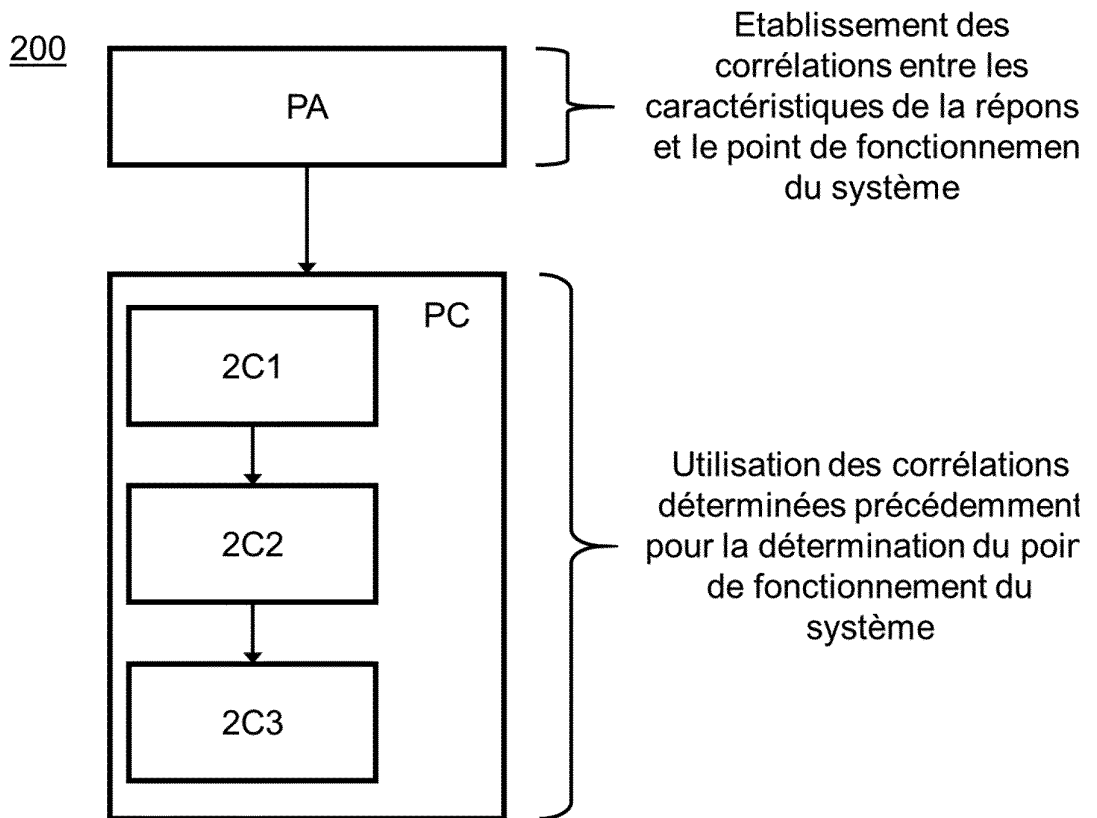 200
PA
Etablissement des
corrélations entre les
caractéristiques de la répons
et le point de fonctionnemen
du système
PC
2C1
2C2
2C3
Utilisation des corrélations
déterminées précédemment
pour la détermination du poin
de fonctionnement du
système